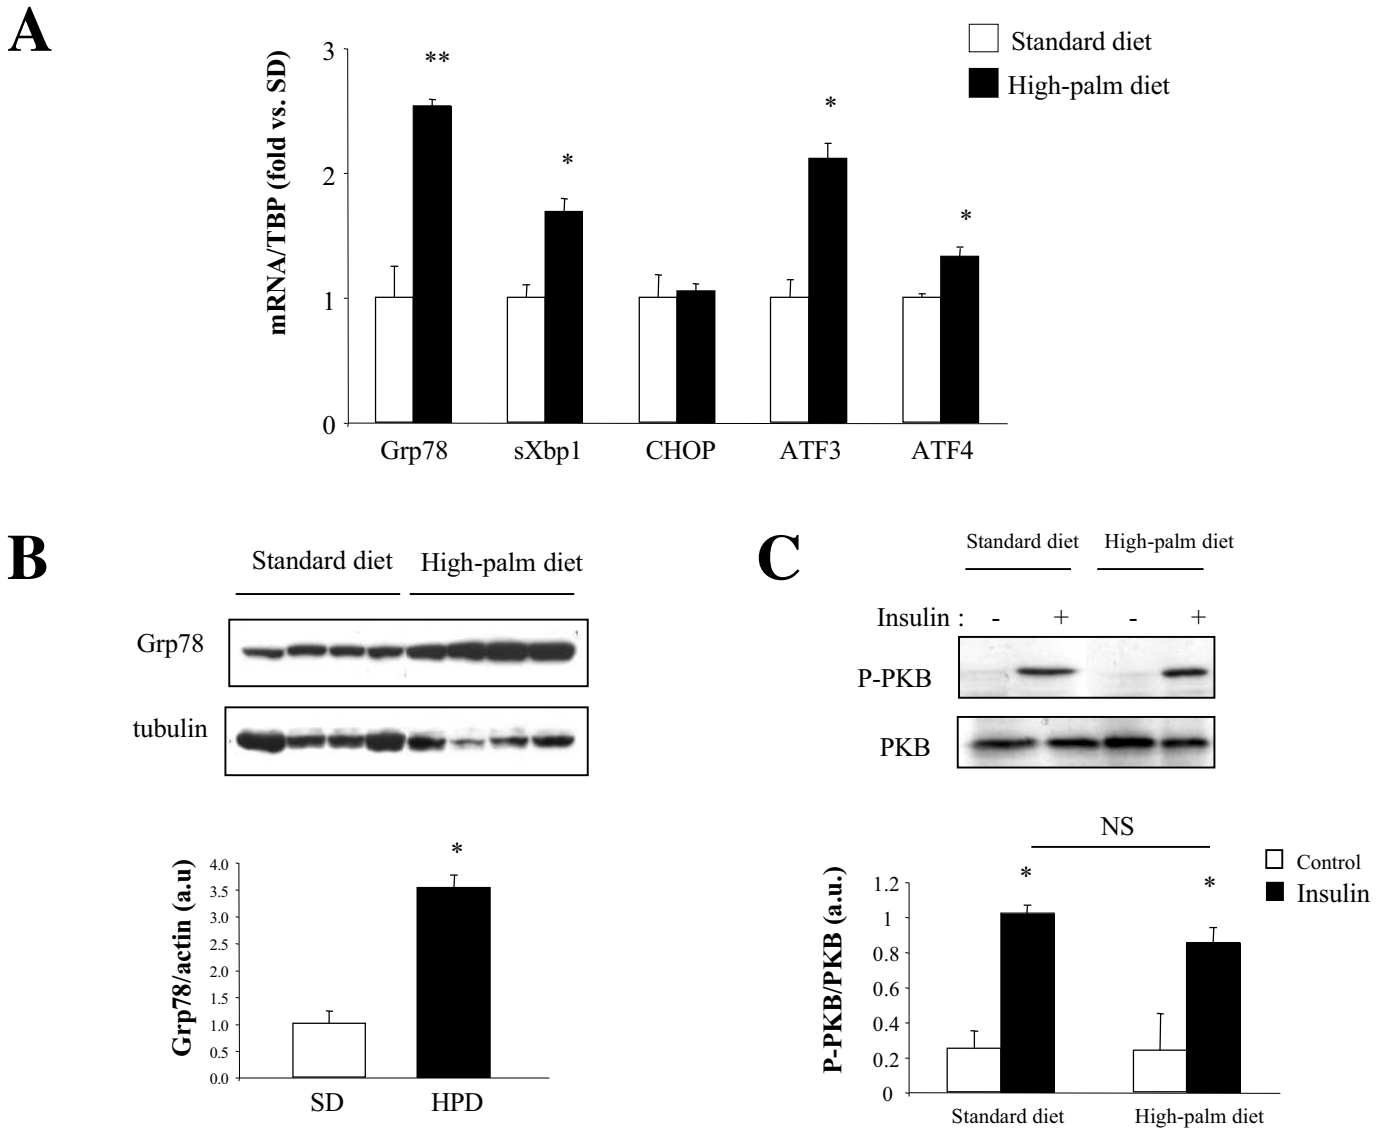 A
Standard diet
High-palm diet
mRNA/TBP (fold vs. SD)
3
2
1
0
**
*
*
*
Grp78 sXbp1 CHOP ATF3 ATF4
B
Standard diet High-palm diet
Grp78
tubulin
Grp78/actin (a.u)
4.0
3.5
3.0
2.5
2.0
1.5
1.0
0.5
0.0
*
SD HPD
C
Standard diet High-palm diet
Insulin : - + - +
P-PKB
PKB
NS
Control
Insulin
P-PKB/PKB (a.u.)
1.2
1
0.8
0.6
0.4
0.2
0
* *
Standard diet High-palm diet